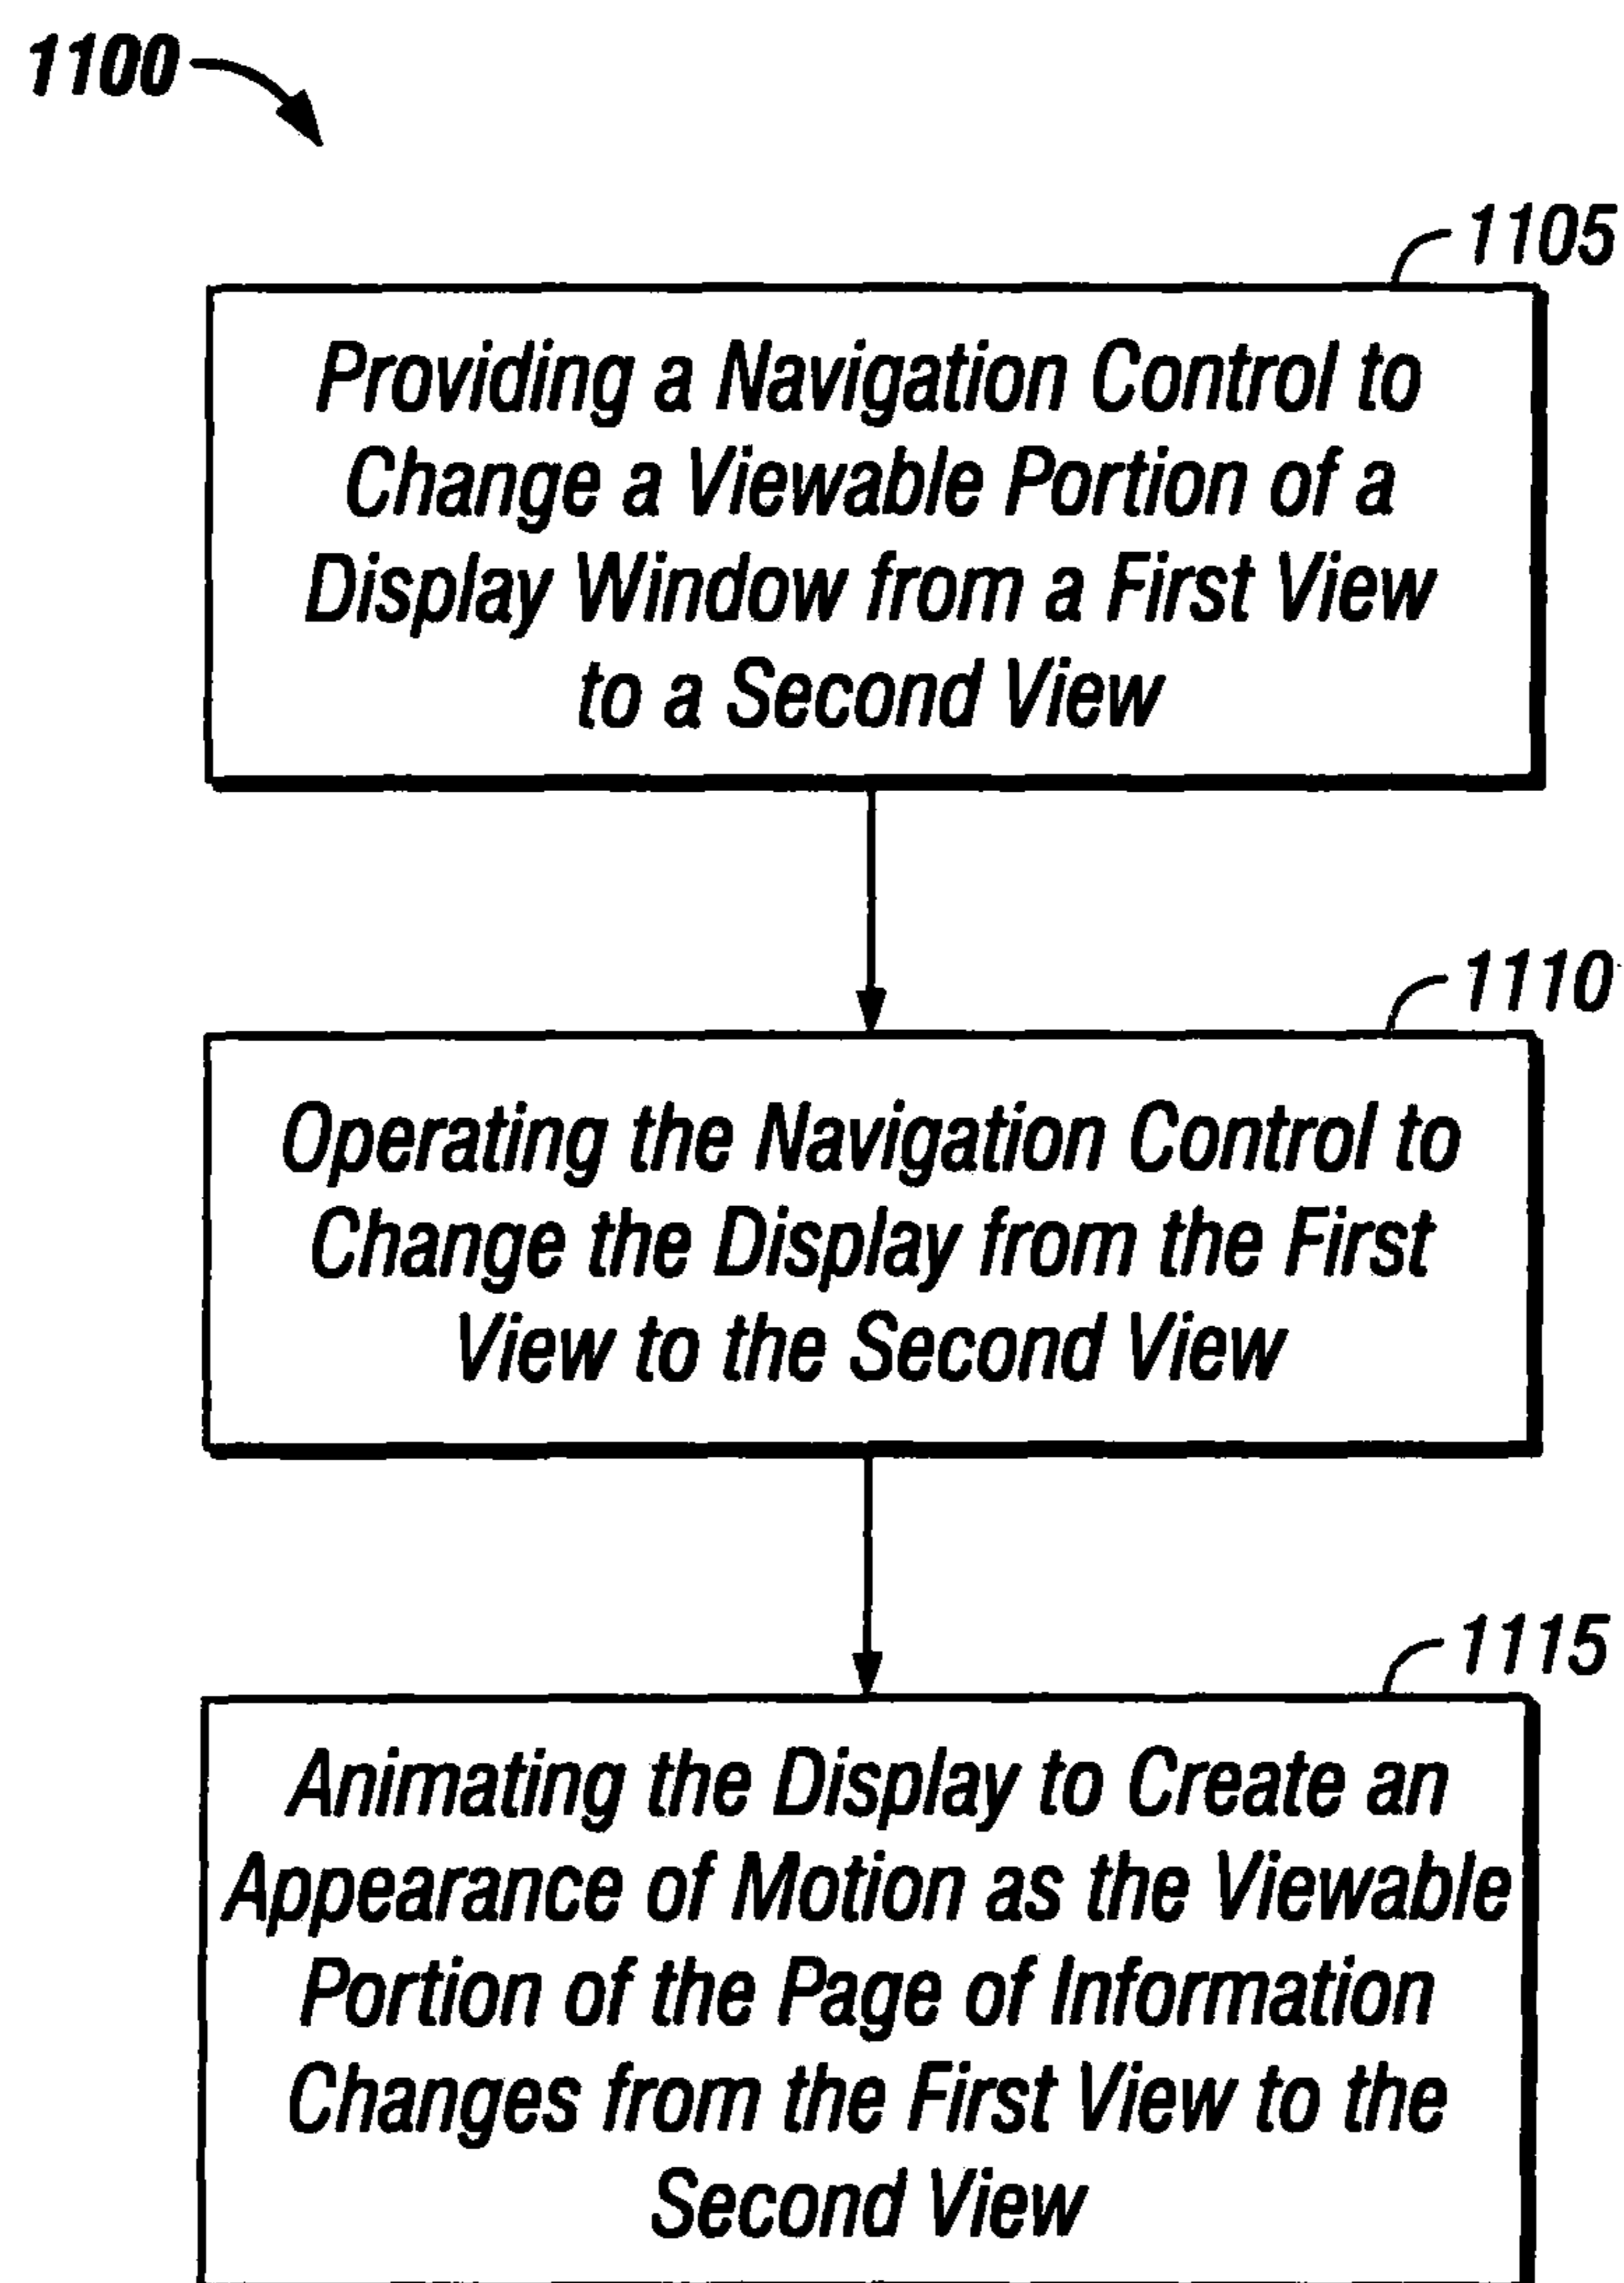 1100
1105
Providing a Navigation Control to
Change a Viewable Portion of a
Display Window from a First View
to a Second View
1110
Operating the Navigation Control to
Change the Display from the First
View to the Second View
1115
Animating the Display to Create an
Appearance of Motion as the Viewable
Portion of the Page of Information
Changes from the First View to the
Second View